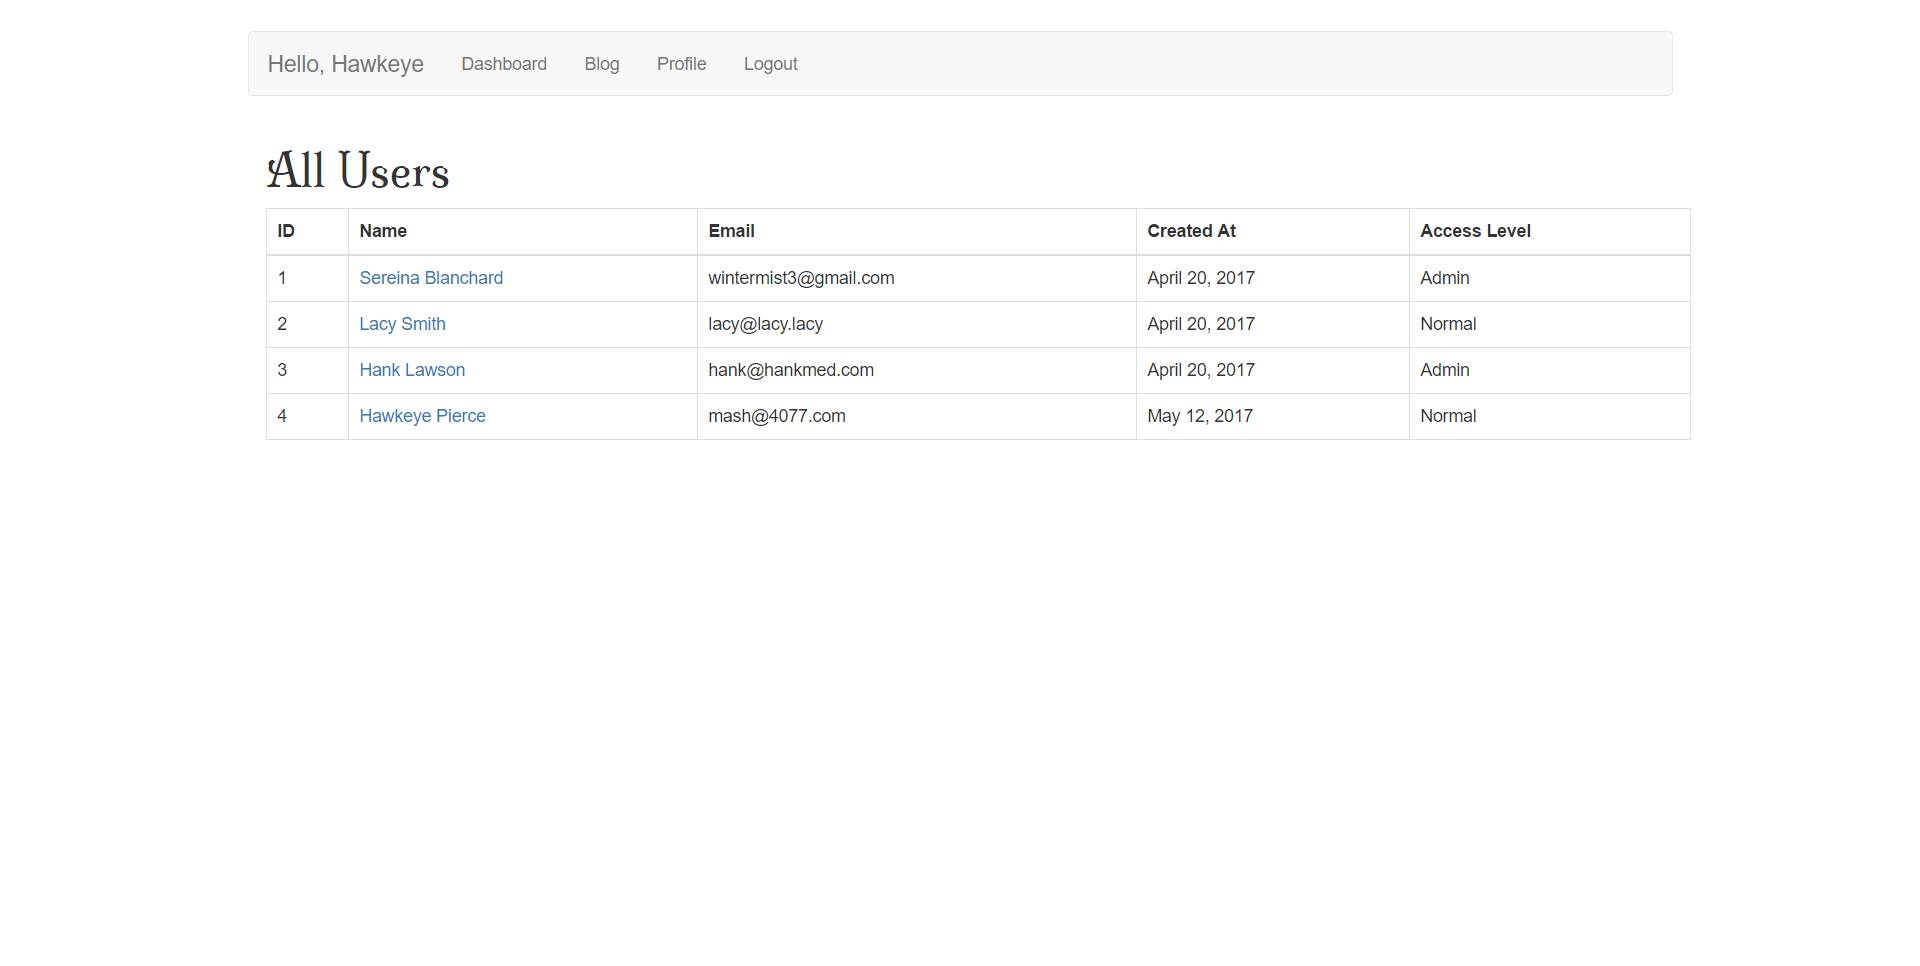 Hello, Hawkeye Dashboard Blog Profile Logout
All Users
ID Name Email Created At Access Level
1 Sereina Blanchard wintermist3@gmail.com April 20, 2017 Admin
2 Lacy Smith lacy@lacy.lacy April 20, 2017 Normal
3 Hank Lawson hank@hankmed.com April 20, 2017 Admin
4 Hawkeye Pierce mash@4077.com May 12, 2017 Normal